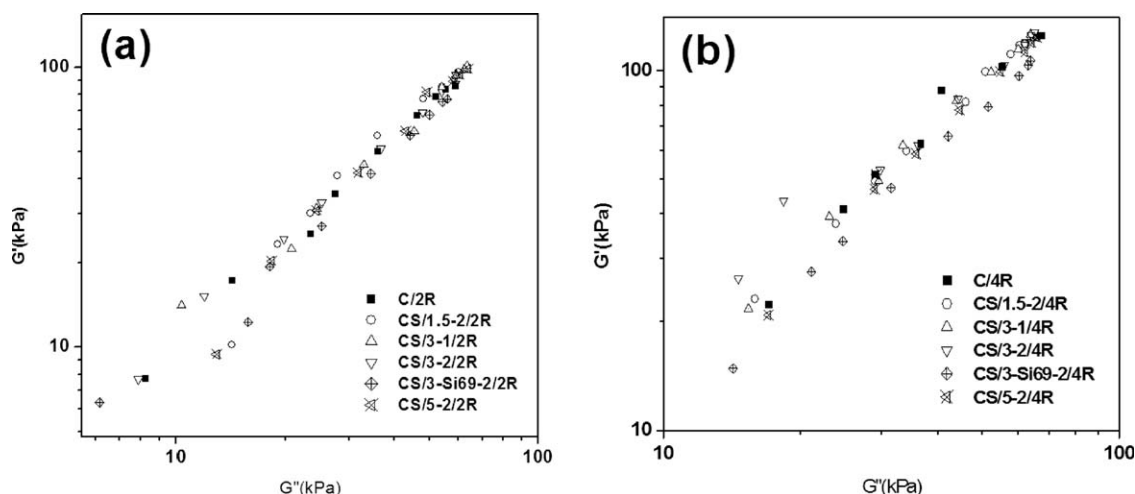 (a)
100
10
G'(kPa)
10
100
G''(kPa)
C/2R
CS/1.5-2/2R
CS/3-1/2R
CS/3-2/2R
CS/3-Si69-2/2R
CS/5-2/2R
(b)
100
10
G'(kPa)
10
100
G''(kPa)
C/4R
CS/1.5-2/4R
CS/3-1/4R
CS/3-2/4R
CS/3-Si69-2/4R
CS/5-2/4R